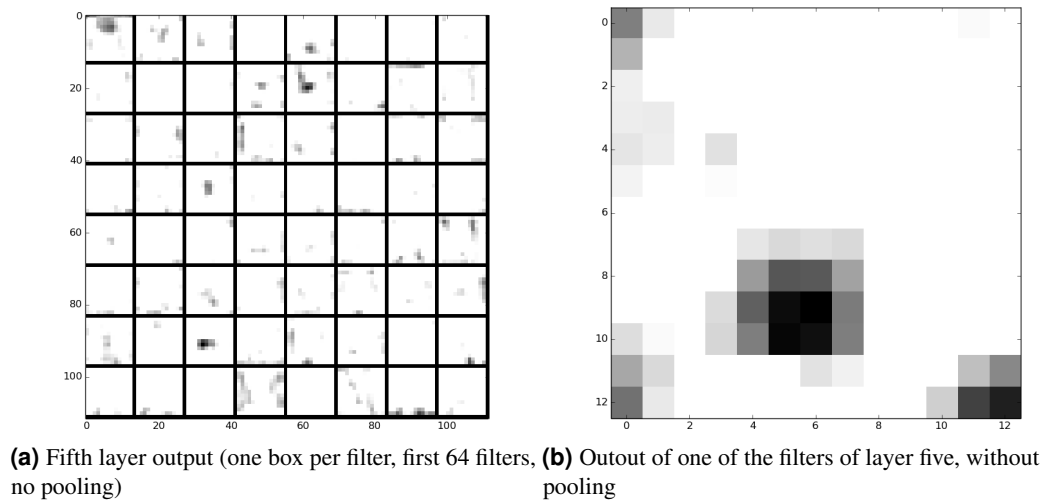 0
20
40
60
80
100
0 20 40 60 80 100
0
2
4
6
8
10
12
0 2 4 6 8 10 12
(a) Fifth layer output (one box per filter, first 64 filters,
no pooling)
(b) Outout of one of the filters of layer five, without
pooling